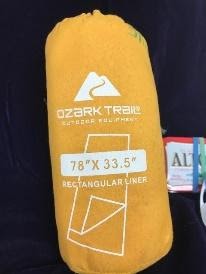 OZARK TRAIL®
OUTDOOR EQUIPMENT
78" X 33.5"
RECTANGULAR LINER